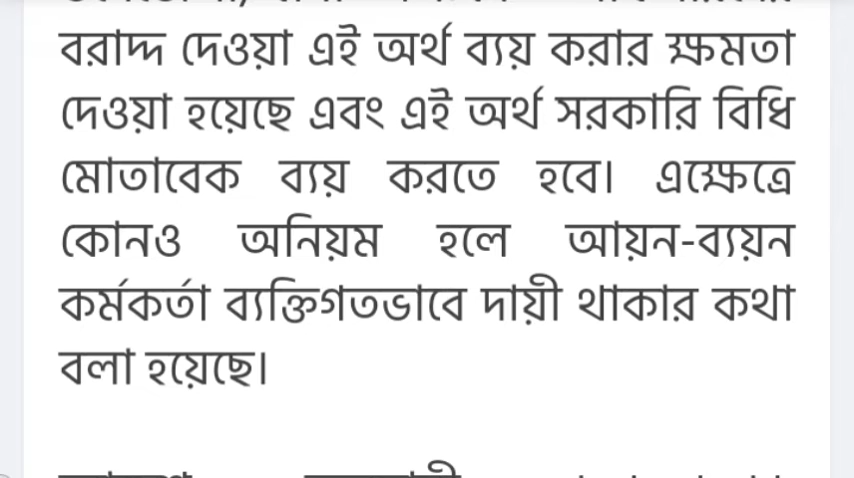 বরাদ্দ দেওয়া এই অর্থ ব্যয় করার ক্ষমতা
দেওয়া হয়েছে এবং এই অর্থ সরকারি বিধি
মোতাবেক ব্যয় করতে হবে। এক্ষেত্রে
কোনও অনিয়ম হলে আয়ন-ব্যয়ন
কর্মকর্তা ব্যক্তিগতভাবে দায়ী থাকার কথা
বলা হয়েছে।